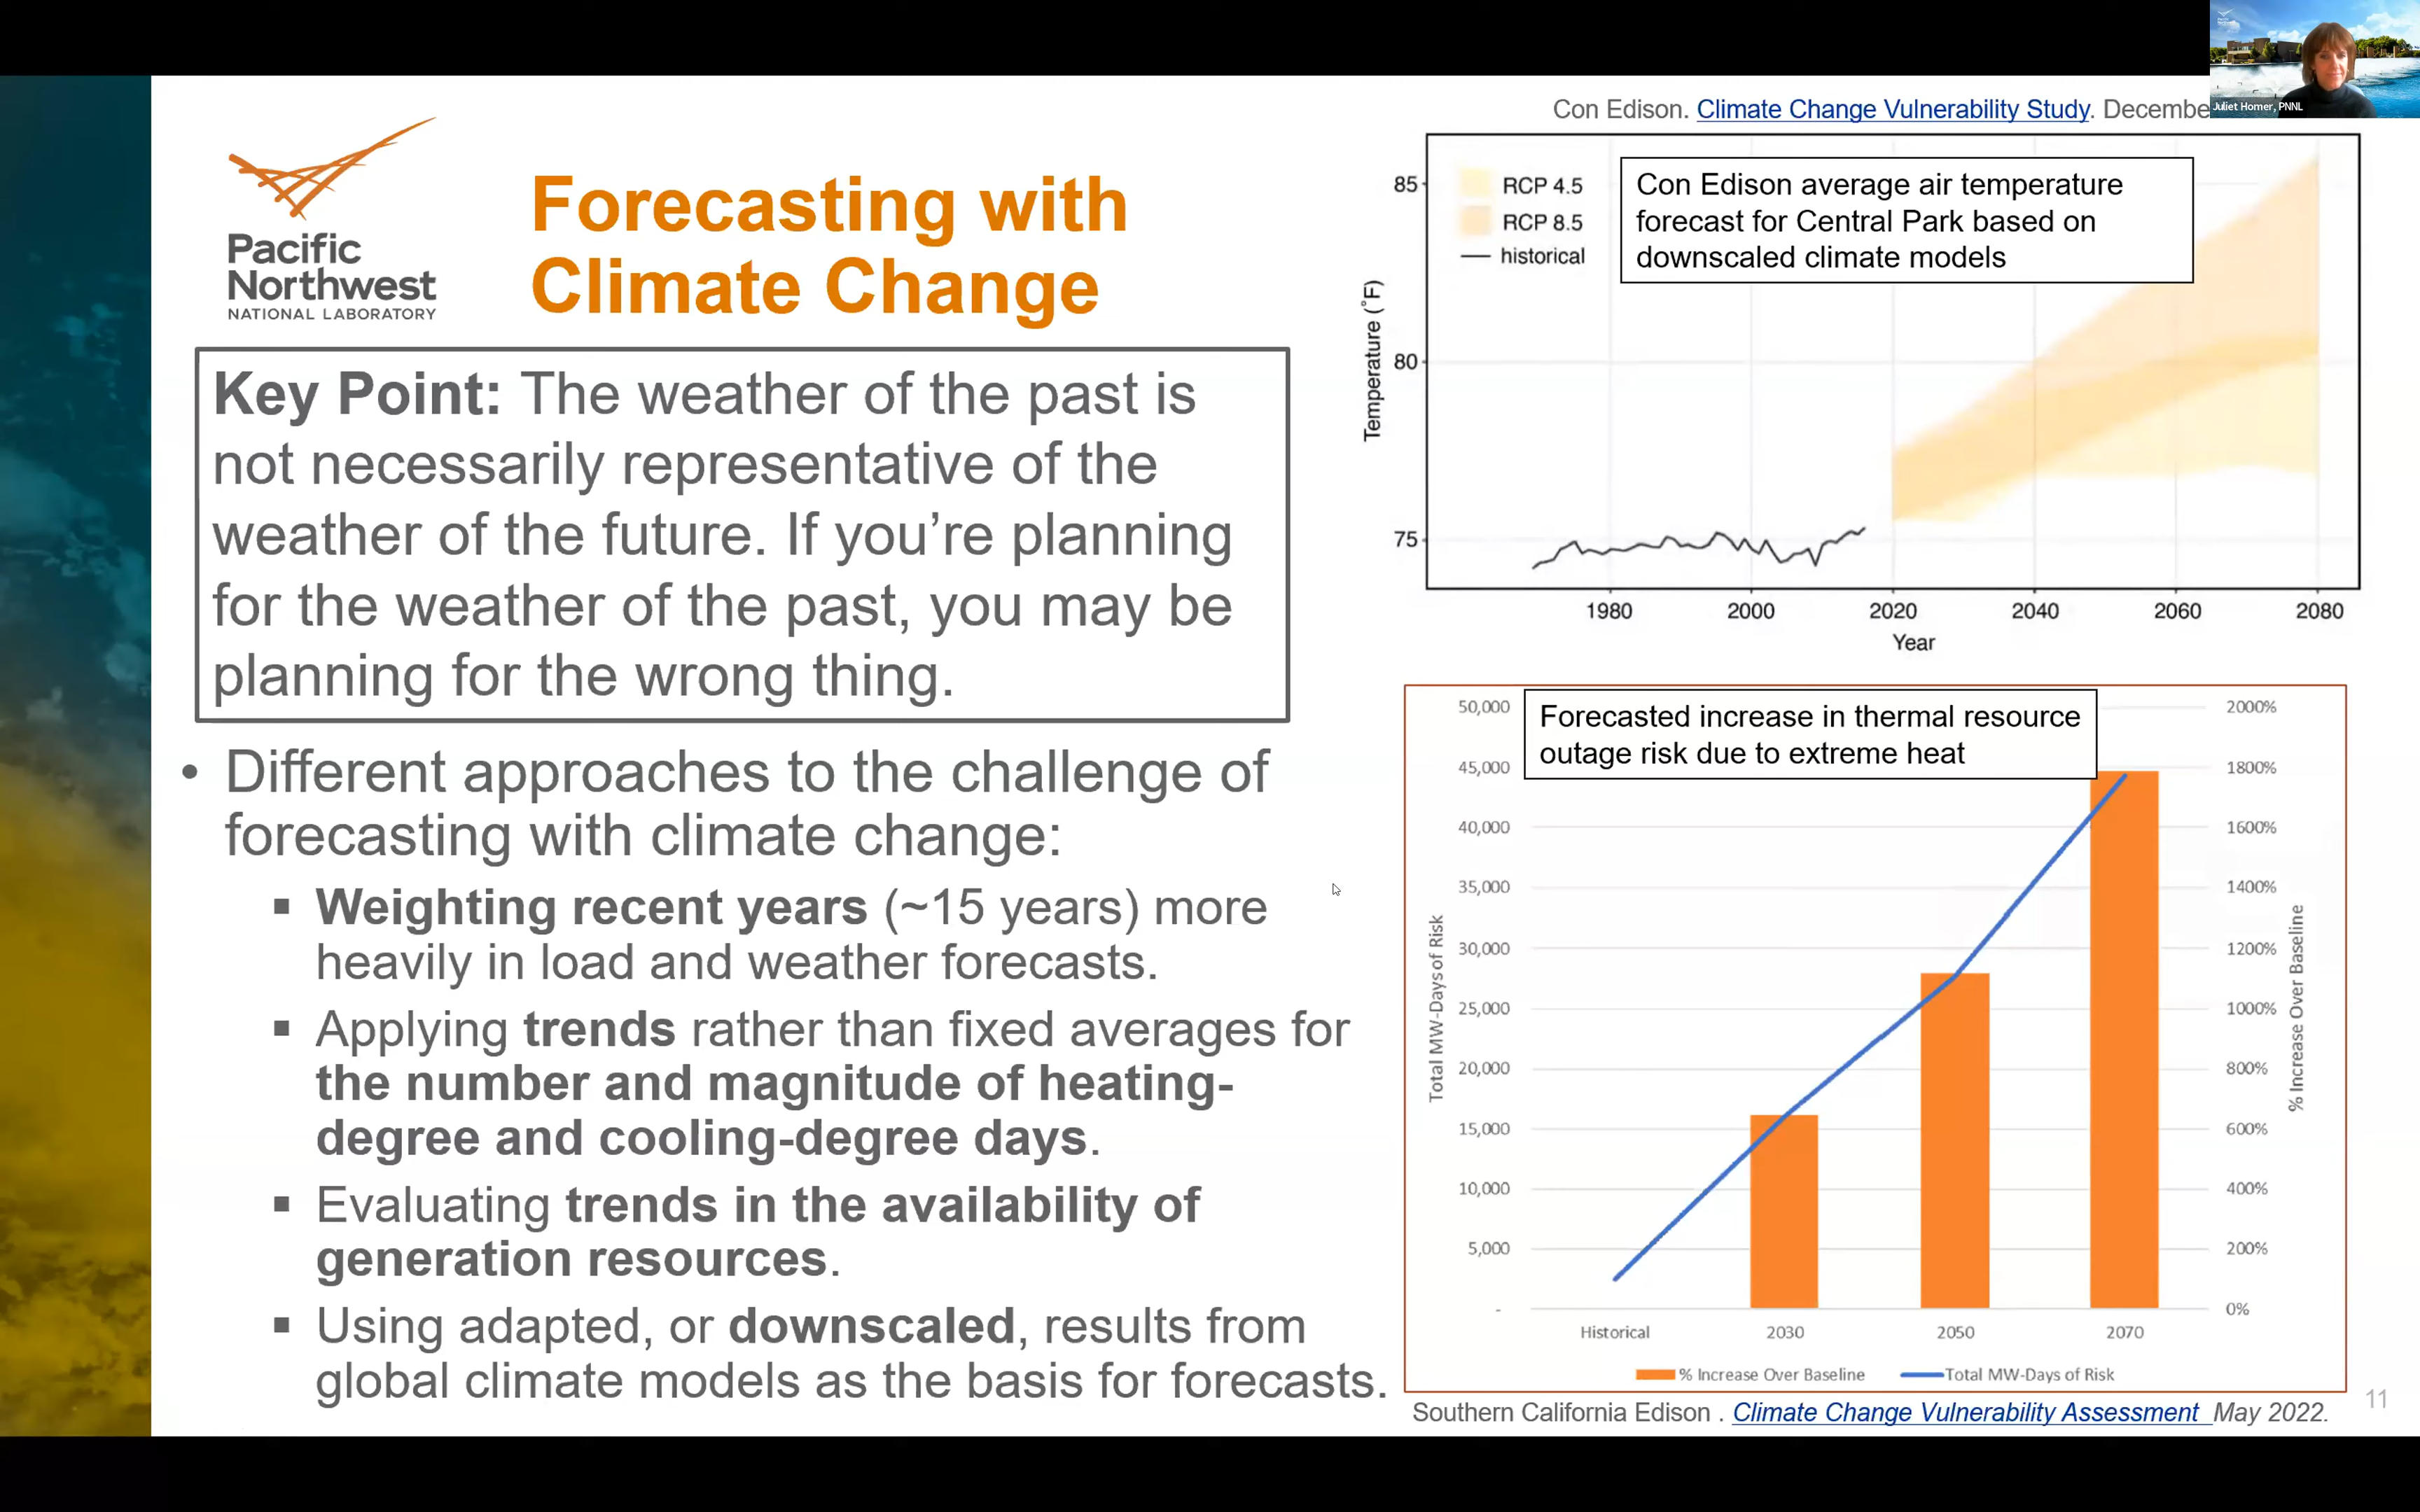 Pacific
Northwest
NATIONAL LABORATORY
Forecasting with
Climate Change
Key Point: The weather of the past is
not necessarily representative of the
weather of the future. If you’re planning
for the weather of the past, you may be
planning for the wrong thing.
• Different approaches to the challenge of
forecasting with climate change:
▪ Weighting recent years (~15 years) more
heavily in load and weather forecasts.
▪ Applying trends rather than fixed averages for
the number and magnitude of heating-
degree and cooling-degree days.
▪ Evaluating trends in the availability of
generation resources.
▪ Using adapted, or downscaled, results from
global climate models as the basis for forecasts.
Con Edison. Climate Change Vulnerability Study. Decembe
Juliet Homer, PNNL
RCP 4.5
RCP 8.5
historical
Con Edison average air temperature
forecast for Central Park based on
downscaled climate models
Temperature (°F)
85
80
75
1980 2000 2020 2040 2060 2080
Year
Forecasted increase in thermal resource
outage risk due to extreme heat
Total MW-Days of Risk
50,000
45,000
40,000
35,000
30,000
25,000
20,000
15,000
10,000
5,000
-
2000%
1800%
1600%
1400%
1200%
1000%
800%
600%
400%
200%
0%
% Increase Over Baseline
Historical 2030 2050 2070
% Increase Over Baseline Total MW-Days of Risk
Southern California Edison . Climate Change Vulnerability Assessment May 2022.
11